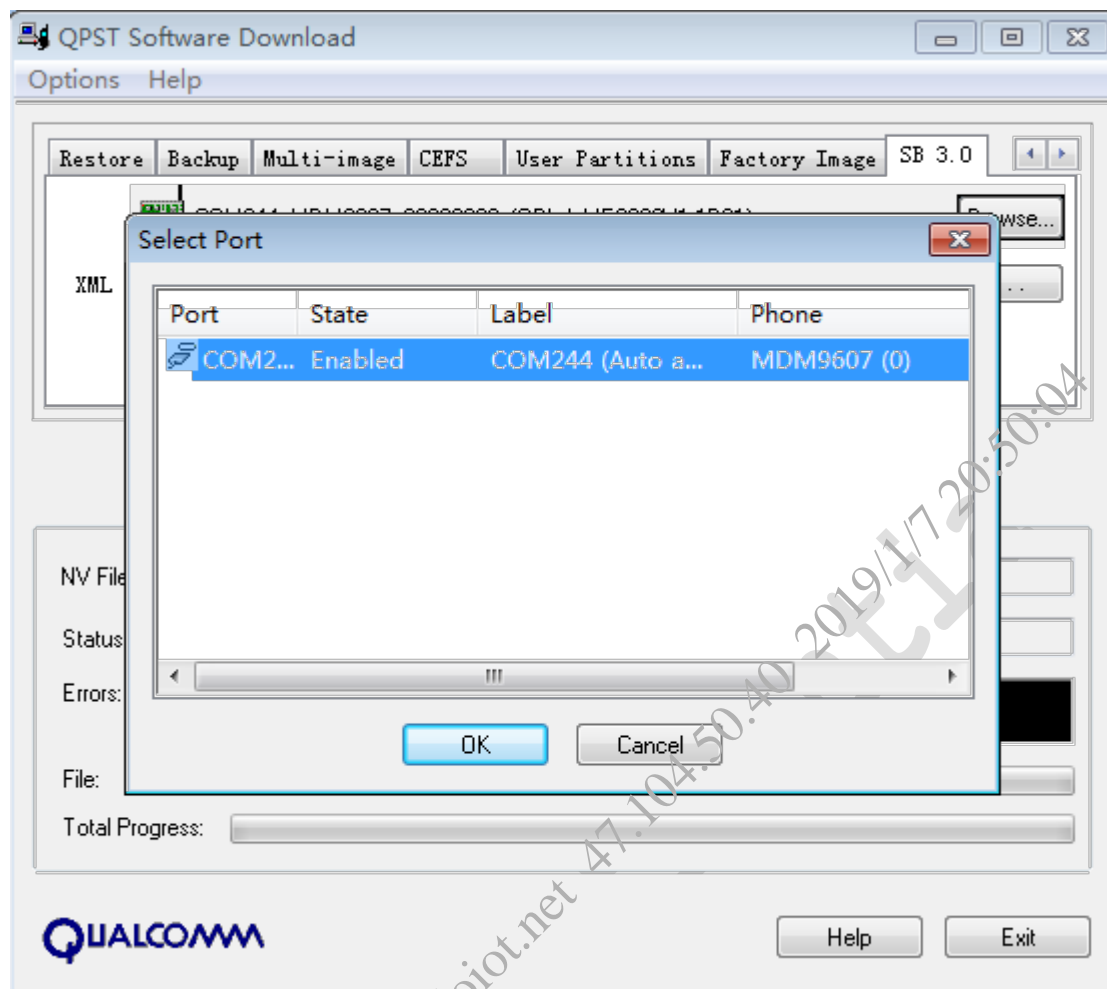 QPST Software Download
Options Help
Restore Backup Multi-image CEFS User Partitions Factory Image SB 3.0
Select Port
XML
Port State Label Phone
COM2... Enabled COM244 (Auto a... MDM9607 (0)
NV File
Status
Errors:
OK Cancel
File:
Total Progress:
QUALCOMM
Help Exit
47.104.50.40 2019/1/7 20:50:04